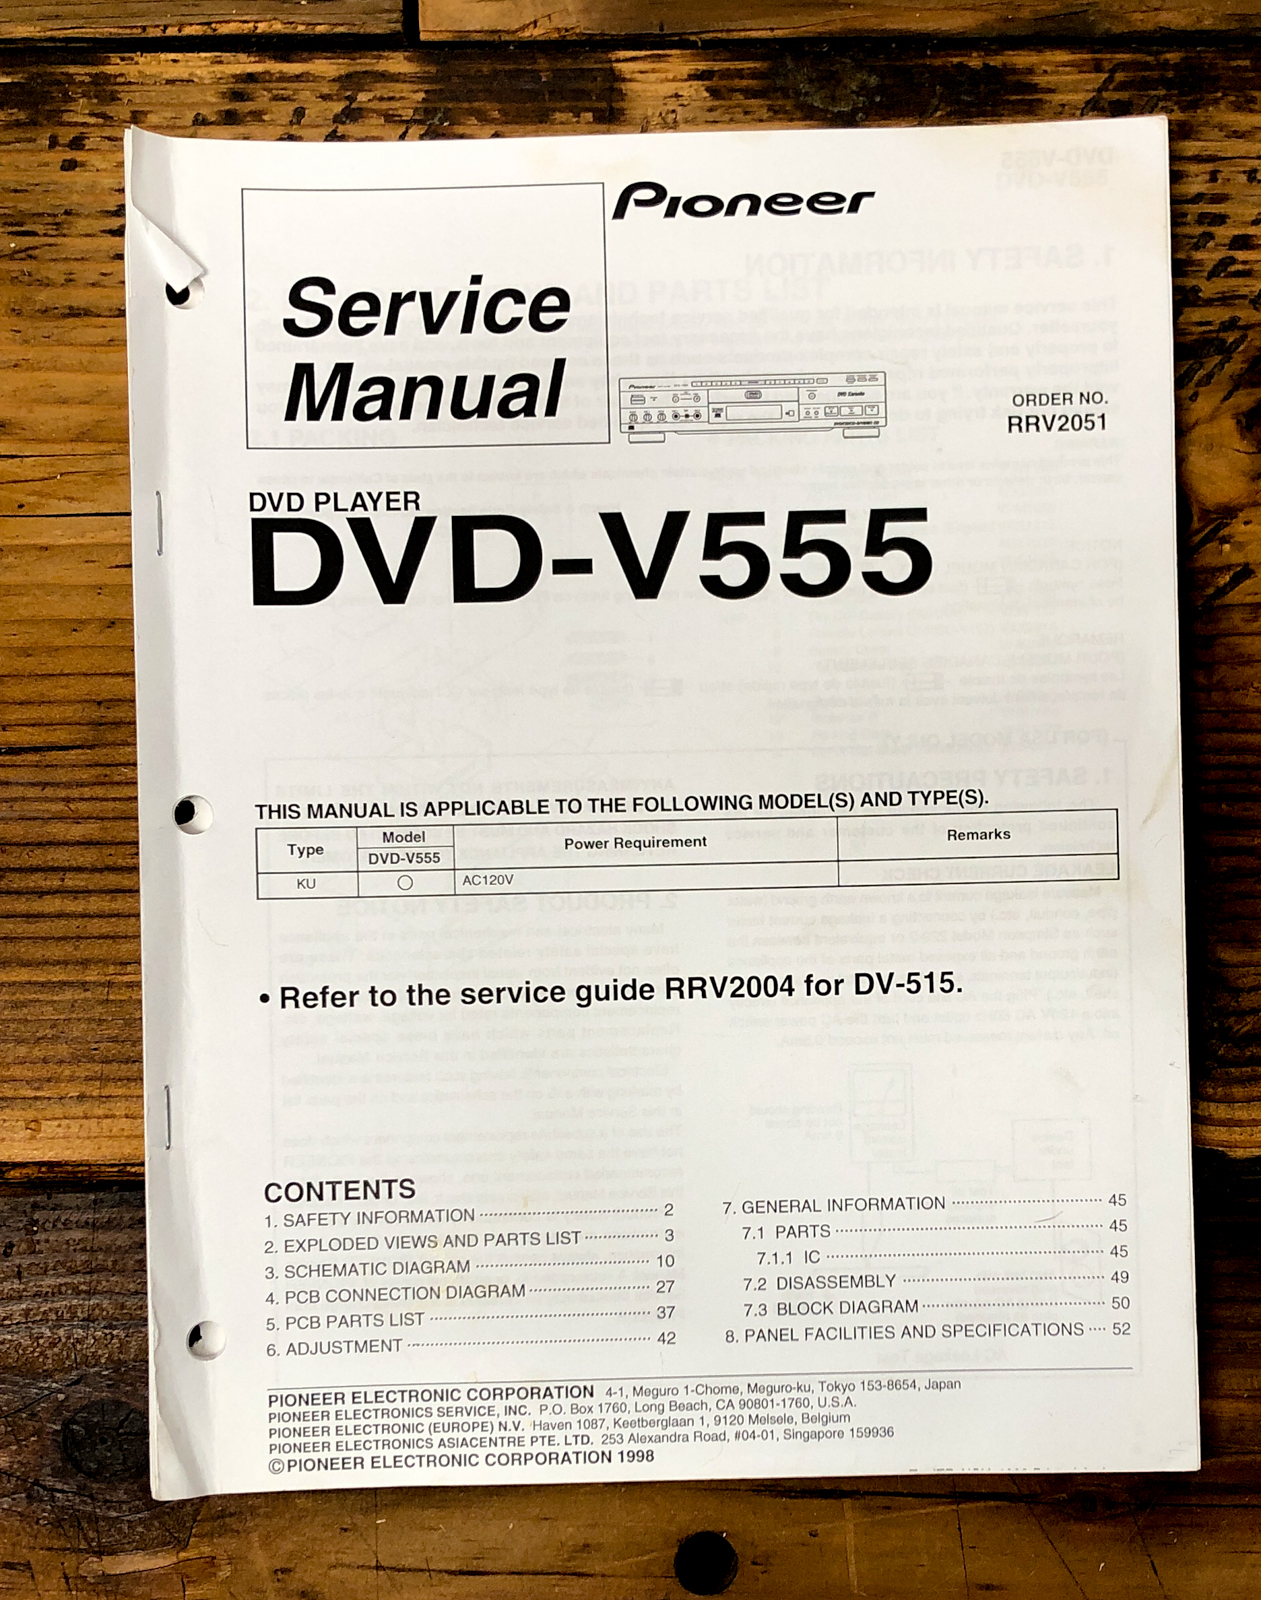 Pioneer
Service
Manual
ORDER NO.
RRV2051
DVD PLAYER
DVD-V555
THIS MANUAL IS APPLICABLE TO THE FOLLOWING MODEL(S) AND TYPE(S).
Type Model Power Requirement Remarks
DVD-V555
KU ○ AC120V
• Refer to the service guide RRV2004 for DV-515.
CONTENTS
1. SAFETY INFORMATION 2
2. EXPLODED VIEWS AND PARTS LIST 3
3. SCHEMATIC DIAGRAM 10
4. PCB CONNECTION DIAGRAM 27
5. PCB PARTS LIST 37
6. ADJUSTMENT 42
7. GENERAL INFORMATION 45
7.1 PARTS 45
7.1.1 IC 45
7.2 DISASSEMBLY 49
7.3 BLOCK DIAGRAM 50
8. PANEL FACILITIES AND SPECIFICATIONS 52
PIONEER ELECTRONIC CORPORATION 4-1, Meguro 1-Chome, Meguro-ku, Tokyo 153-8654, Japan
PIONEER ELECTRONICS SERVICE, INC. P.O. Box 1760, Long Beach, CA 90801-1760, U.S.A.
PIONEER ELECTRONIC (EUROPE) N.V. Haven 1087, Keetberglaan 1, 9120 Melsele, Belgium
PIONEER ELECTRONICS ASIACENTRE PTE. LTD. 253 Alexandra Road, #04-01, Singapore 159936
©PIONEER ELECTRONIC CORPORATION 1998